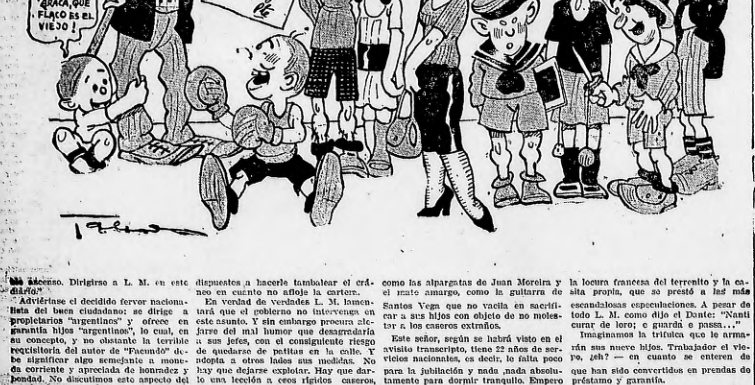 ¡ARACA, QUE
FLACO ES EL
VIEJO!
de
ascenso. Dirigirse a L. M. en este
diario."
Adviértase el decidido fervor naciona-
lista del buen ciudadano; se dirige a
propietarios "argentinos" y ofrece en
garantía hijos "argentinos", lo cual, en
su concepto, y no obstante la terrible
requisitoria del autor de "Facundo" de-
be significar algo semejante a mone-
da corriente y apreciada de honradez y
bondad. No discutimos esto aspecto del
dispuestos a hacerle tambalear el crá-
neo en cuanto no afloje la cartera.
En verdad de verdades L. M. lamen-
tará que el gobierno no intervenga en
este asunto. Y sin embargo procura ale-
jarse del mal humor que desagradaría
a sus jefes, con el consiguiente riesgo
de quedarse de patitas en la calle. Y
adopta a otros lados sus medidas. No
hay que dejarse explotar. Hay que dar-
le una lección a esos rígidos caseros,
como las alpargatas de Juan Moreira y
el mate amargo, como la guitarra de
Santos Vega que no vacila en sacrifi-
car a sus hijos con objeto de no moles-
tar a los caseros extraños.
Este señor, según se habrá visto en el
avisito transcripto, tiene 22 años de ser-
vicios nacionales, es decir, le falta poco
para la jubilación y nada ,nada absolu-
tamente para dormir tranquilo. Empero
la locura francesa del terrenito y la ca-
sita propia, que se prestó a las más
escandalosas especulaciones. A pesar de
todo L. M. como dijo el Dante: "Nanti
curar de loro; e guardá e passa..."
Imaginamos la trifulca que le arma-
rán sus nueve hijos. Trabajador el vie-
jo, ¿eh? — en cuanto se enteren de
que han sido convertidos en prendas de
préstamo y garantía.